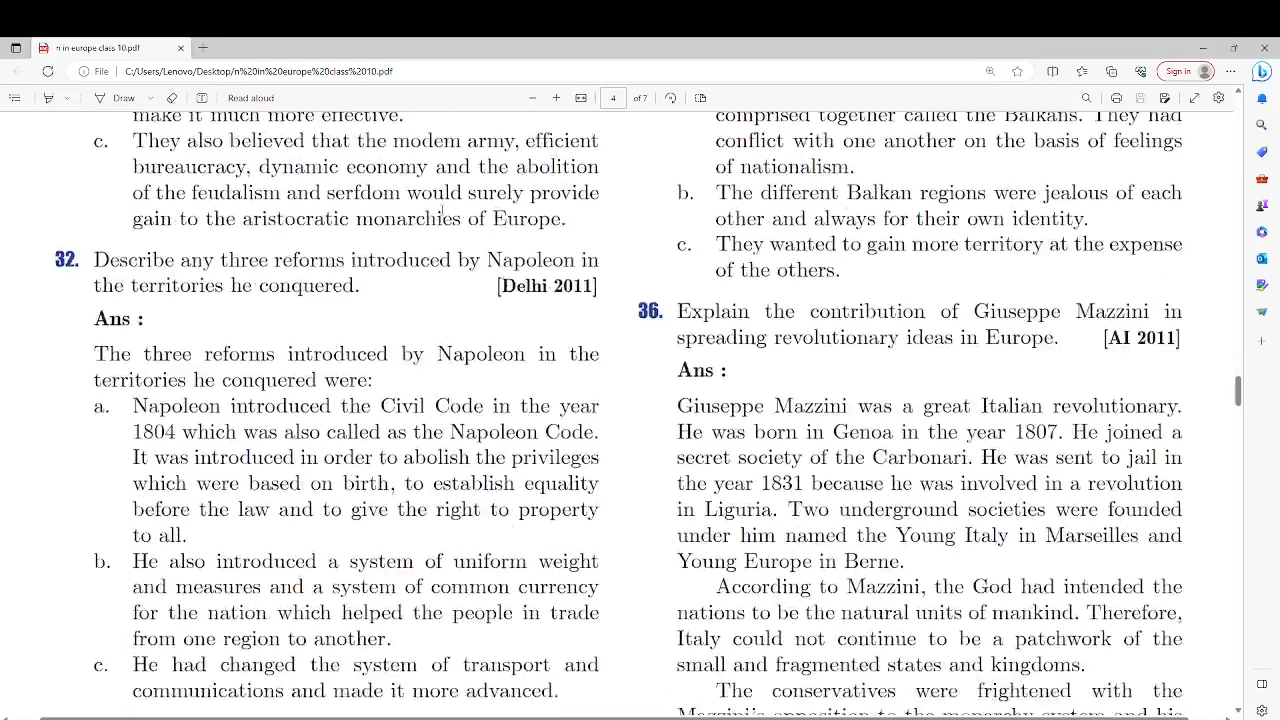 n in europe class 10.pdf
File
C:/Users/Lenovo/Desktop/n%20in%20europe%20class%2010.pdf
Sign in
Draw
Read aloud
4
of 7
make it much more effective.
c. They also believed that the modem army, efficient
bureaucracy, dynamic economy and the abolition
of the feudalism and serfdom would surely provide
gain to the aristocratic monarchies of Europe.
32. Describe any three reforms introduced by Napoleon in
the territories he conquered. [Delhi 2011]
Ans :
The three reforms introduced by Napoleon in the
territories he conquered were:
a. Napoleon introduced the Civil Code in the year
1804 which was also called as the Napoleon Code.
It was introduced in order to abolish the privileges
which were based on birth, to establish equality
before the law and to give the right to property
to all.
b. He also introduced a system of uniform weight
and measures and a system of common currency
for the nation which helped the people in trade
from one region to another.
c. He had changed the system of transport and
communications and made it more advanced.
comprised together called the Balkans. They had
conflict with one another on the basis of feelings
of nationalism.
b. The different Balkan regions were jealous of each
other and always for their own identity.
c. They wanted to gain more territory at the expense
of the others.
36. Explain the contribution of Giuseppe Mazzini in
spreading revolutionary ideas in Europe. [AI 2011]
Ans :
Giuseppe Mazzini was a great Italian revolutionary.
He was born in Genoa in the year 1807. He joined a
secret society of the Carbonari. He was sent to jail in
the year 1831 because he was involved in a revolution
in Liguria. Two underground societies were founded
under him named the Young Italy in Marseilles and
Young Europe in Berne.
According to Mazzini, the God had intended the
nations to be the natural units of mankind. Therefore,
Italy could not continue to be a patchwork of the
small and fragmented states and kingdoms.
The conservatives were frightened with the
Mazzini's opposition to the monarchy system and his